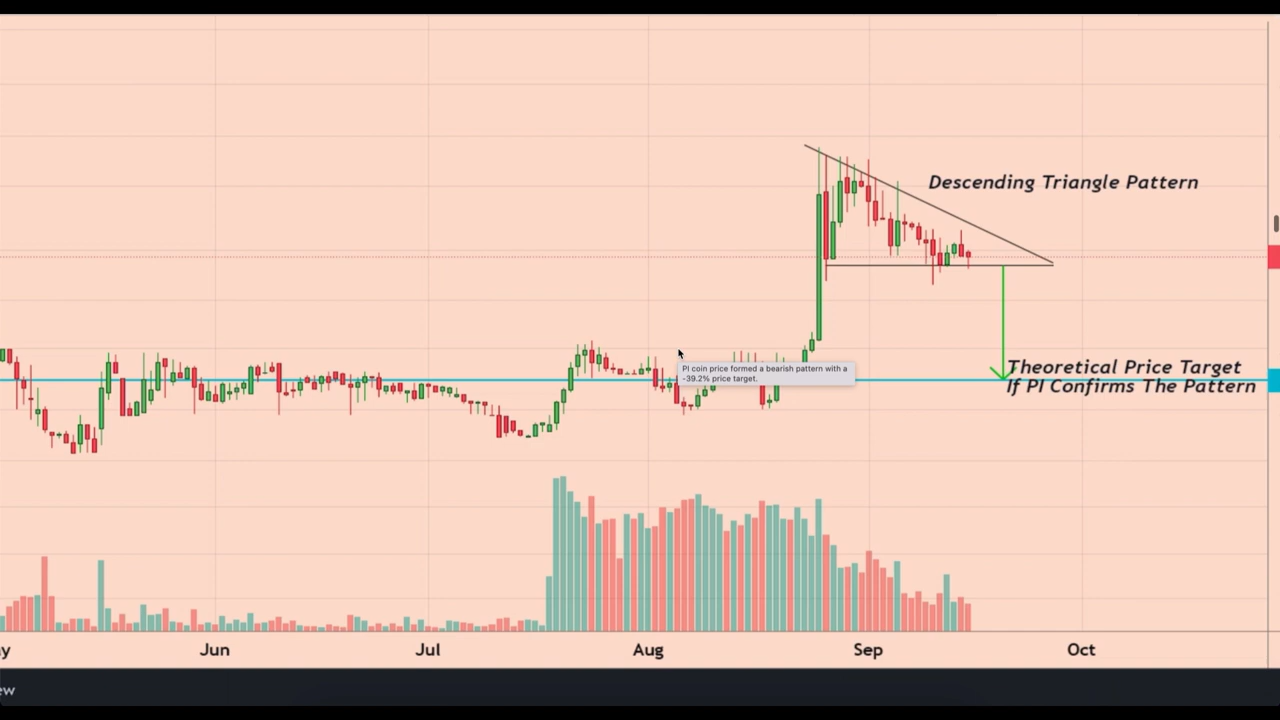 Descending Triangle Pattern
Theoretical Price Target
If PI Confirms The Pattern
PI coin price formed a bearish pattern with a
-39.2% price target.
Jun
Jul
Aug
Sep
Oct